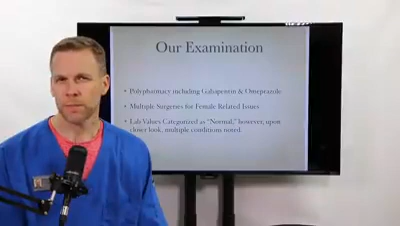 Our Examination
• Polypharmacy including Gabapentin & Omeprazole
• Multiple Surgeries for Female Related Issues
• Lab Values Categorized as “Normal,” however, upon
closer look, multiple conditions noted.